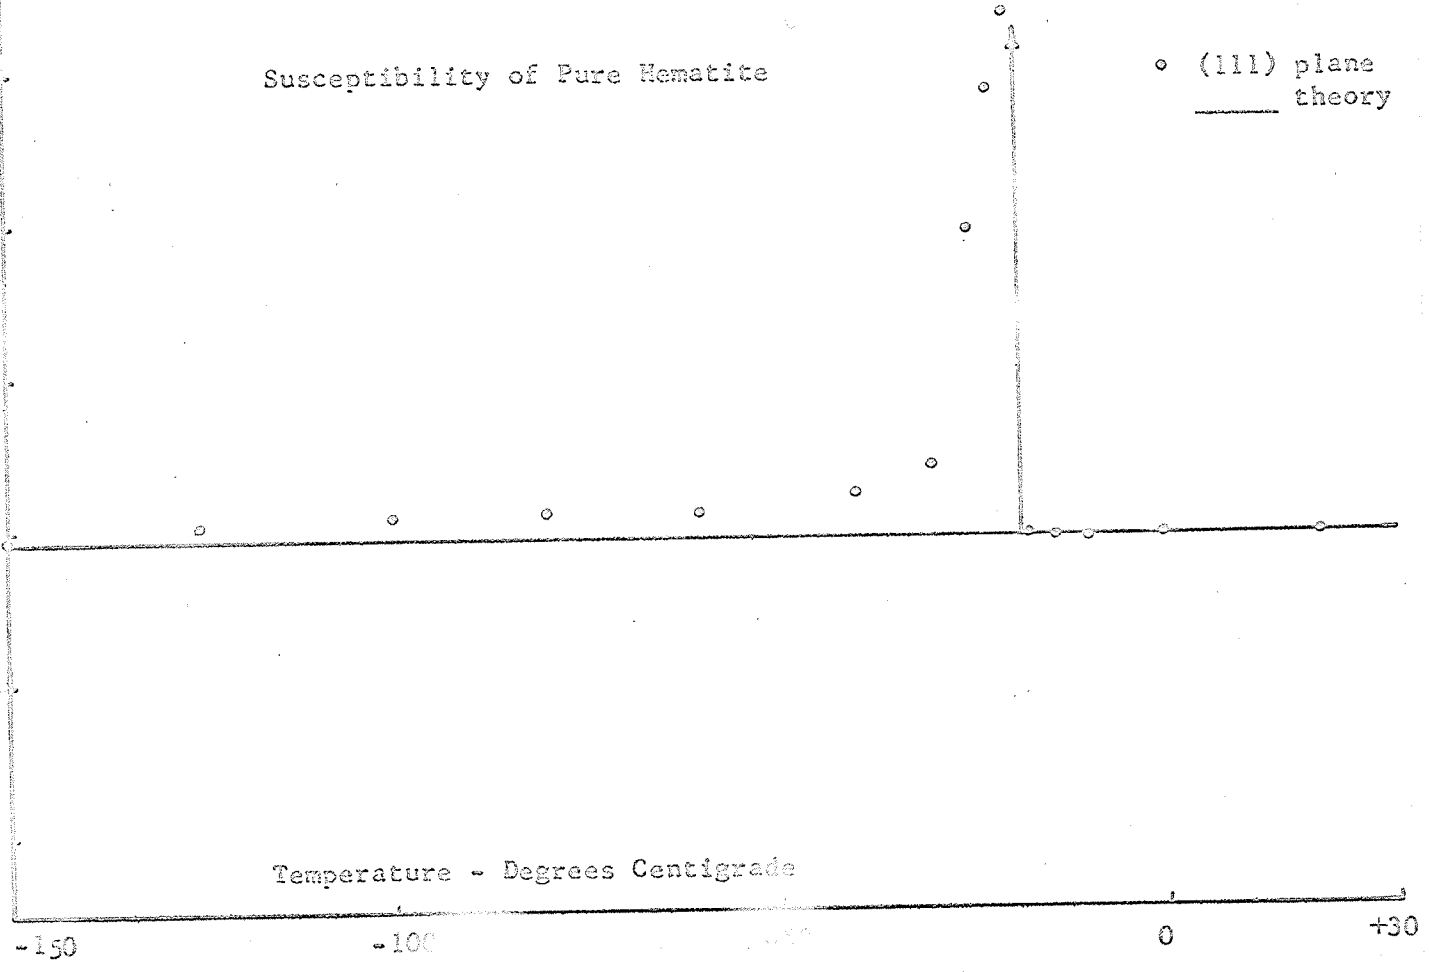 Susceptibility of Pure Hematite
(111) plane
theory
Temperature - Degrees Centigrade
-150
-100
0
+30